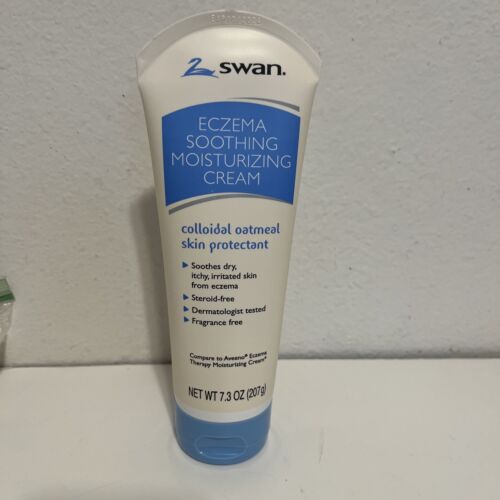 swan.
ECZEMA
SOOTHING
MOISTURIZING
CREAM
colloidal oatmeal
skin protectant
▶ Soothes dry,
itchy, irritated skin
from eczema
▶ Steroid-free
▶ Dermatologist tested
▶ Fragrance free
Compare to Aveeno® Eczema
Therapy Moisturizing Cream*
NET WT 7.3 OZ (207g)